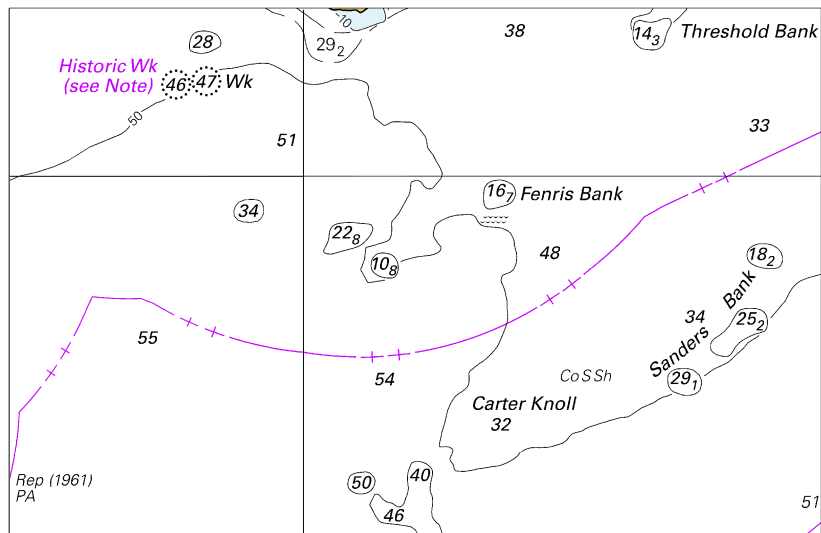 -10
29₂
38
14₃ Threshold Bank
28
Historic Wk
(see Note)
46 47 Wk
50
51
33
16₇ Fenris Bank
34
22₈
10₈
48
18₂
Sanders Bank
34
25₂
55
54
CoSSh
29₁
Carter Knoll
32
Rep (1961)
PA
50
40
46
51